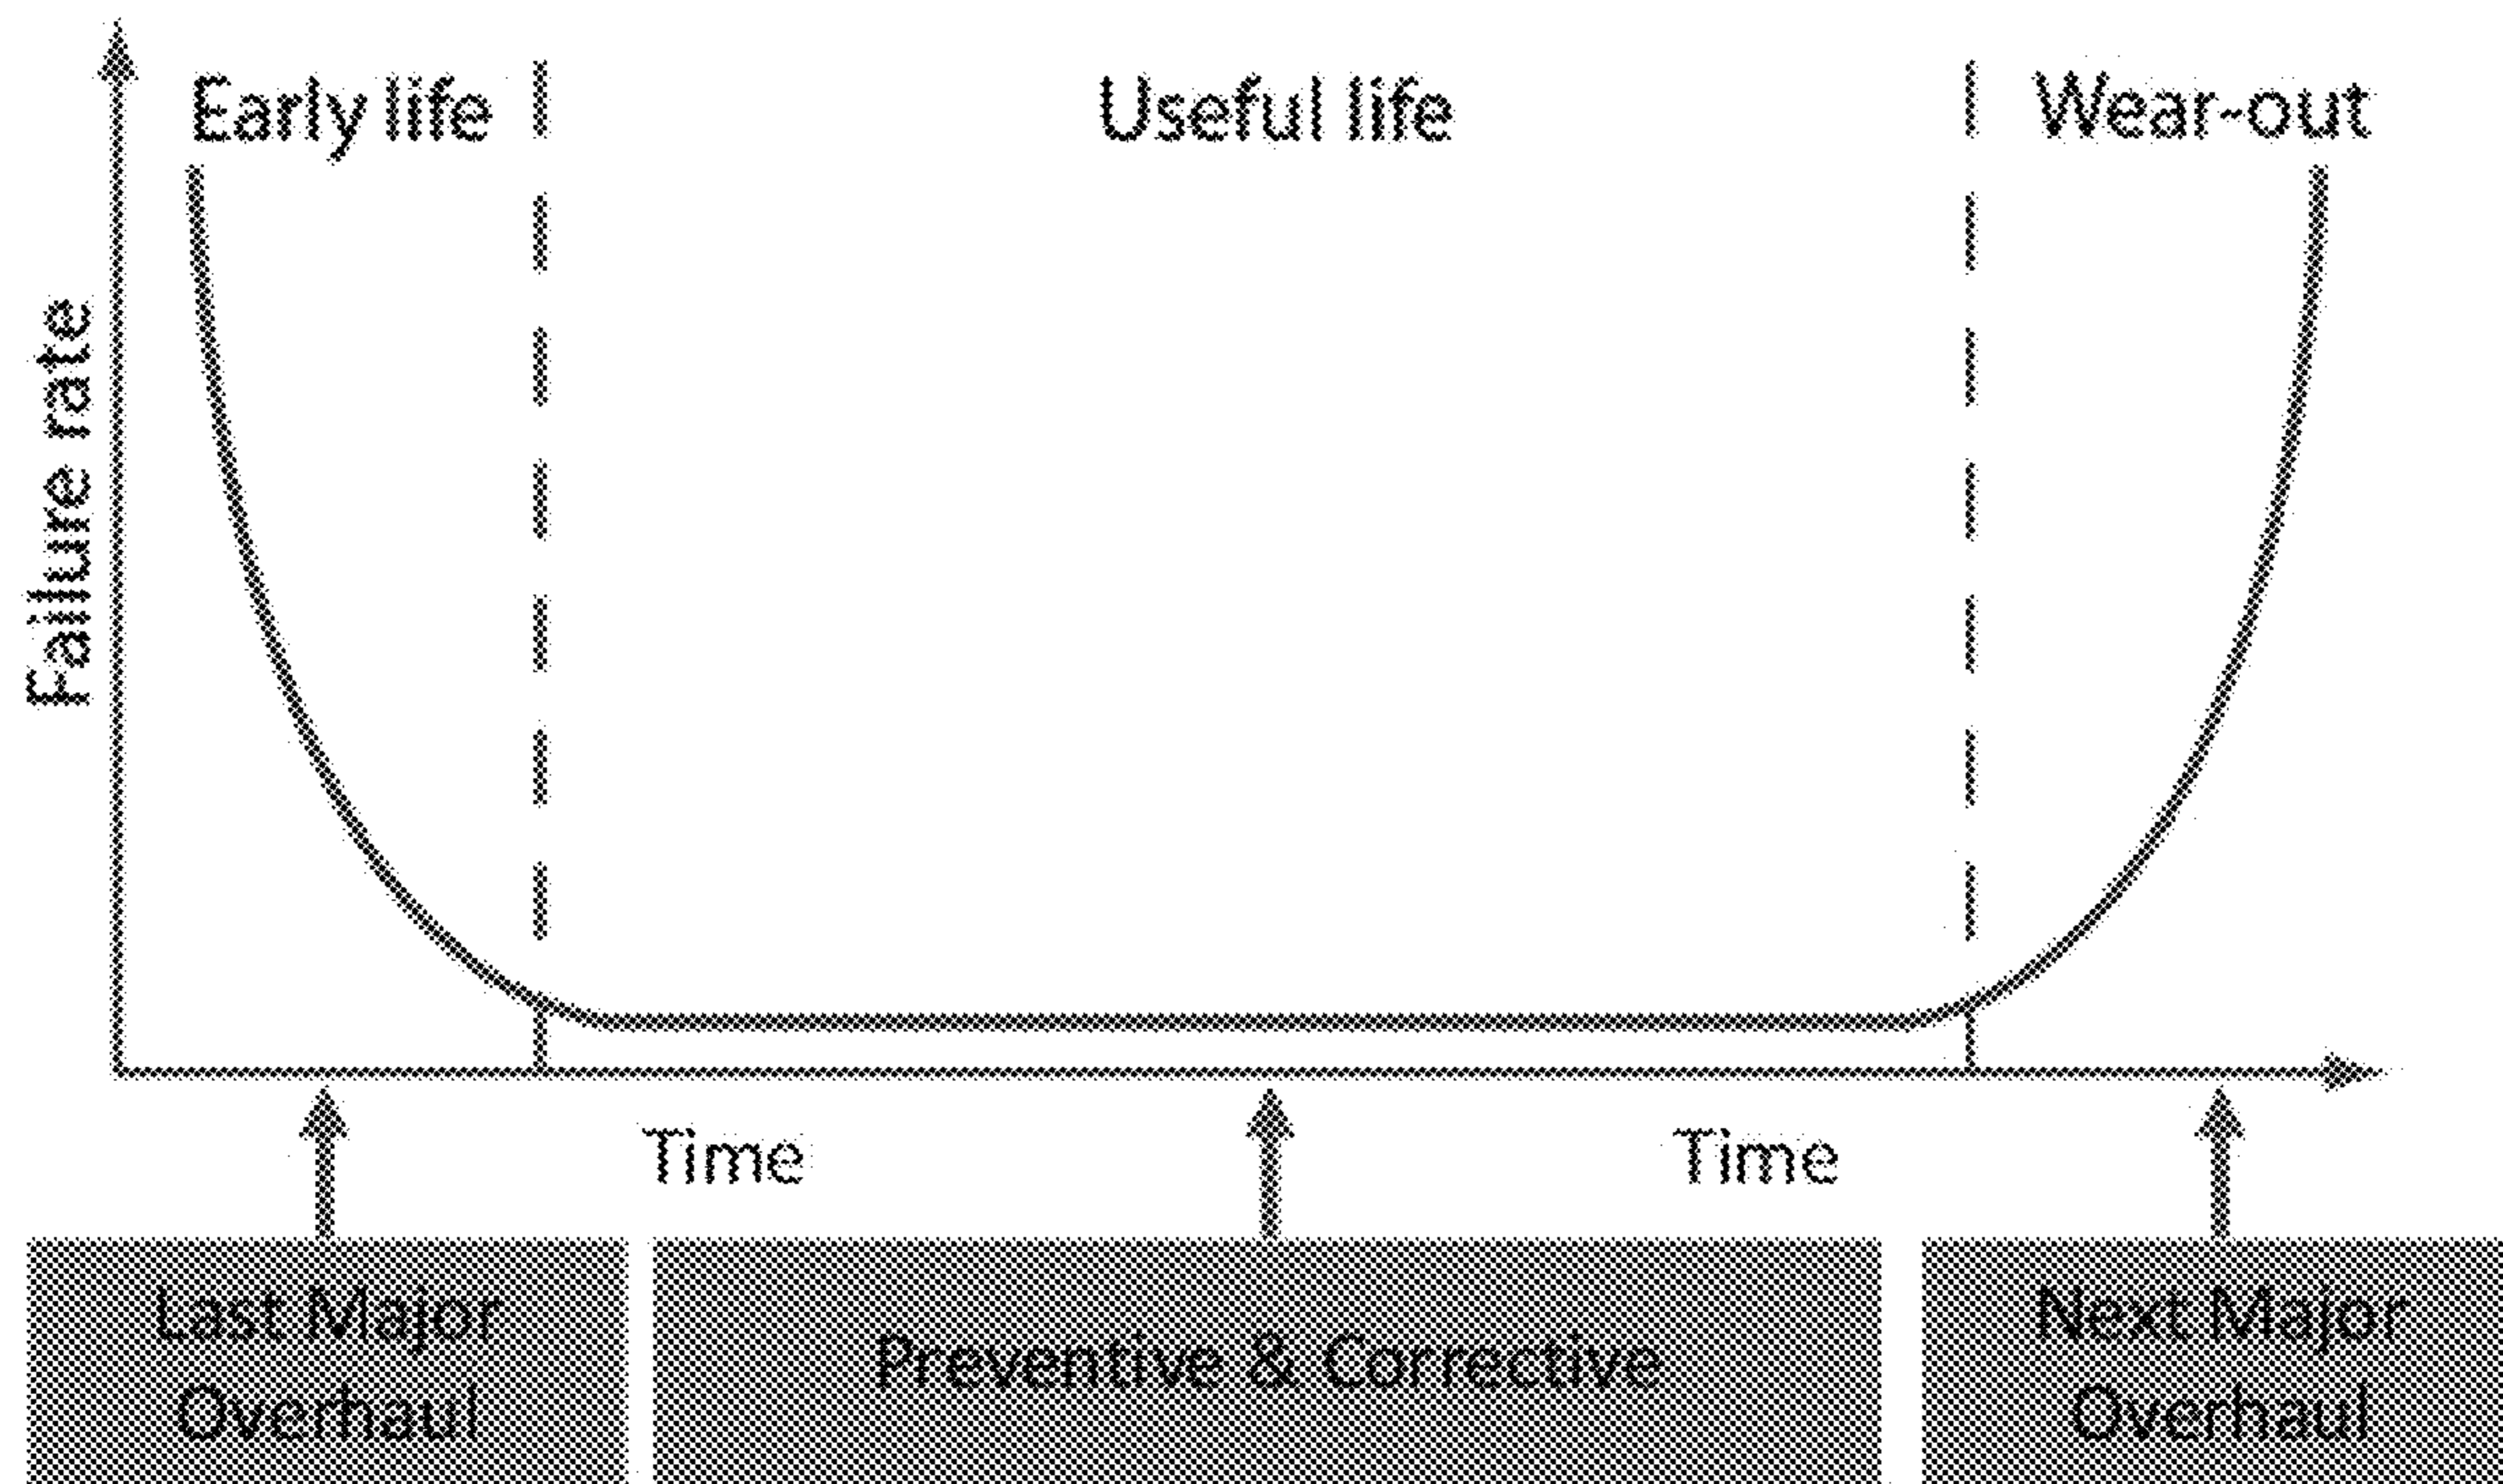 Early life
Useful life
Wear-out
Failure rate
Time
Time
Last Major
Overhaul
Preventive & Corrective
Next Major
Overhaul